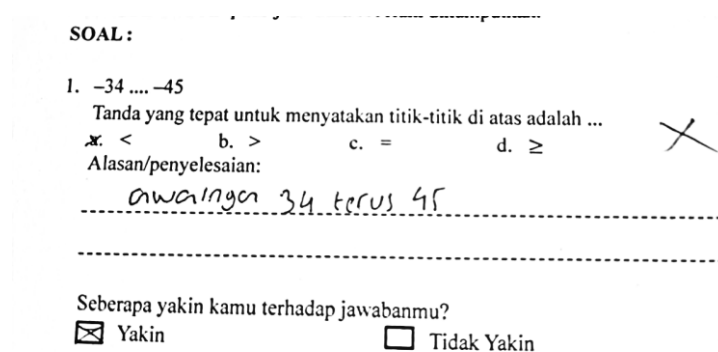 SOAL :
1. –34 .... –45
Tanda yang tepat untuk menyatakan titik-titik di atas adalah ...
a. < b. > c. = d. ≥
Alasan/penyelesaian:
awalnya 34 terus 45
Seberapa yakin kamu terhadap jawabanmu?
Yakin Tidak Yakin